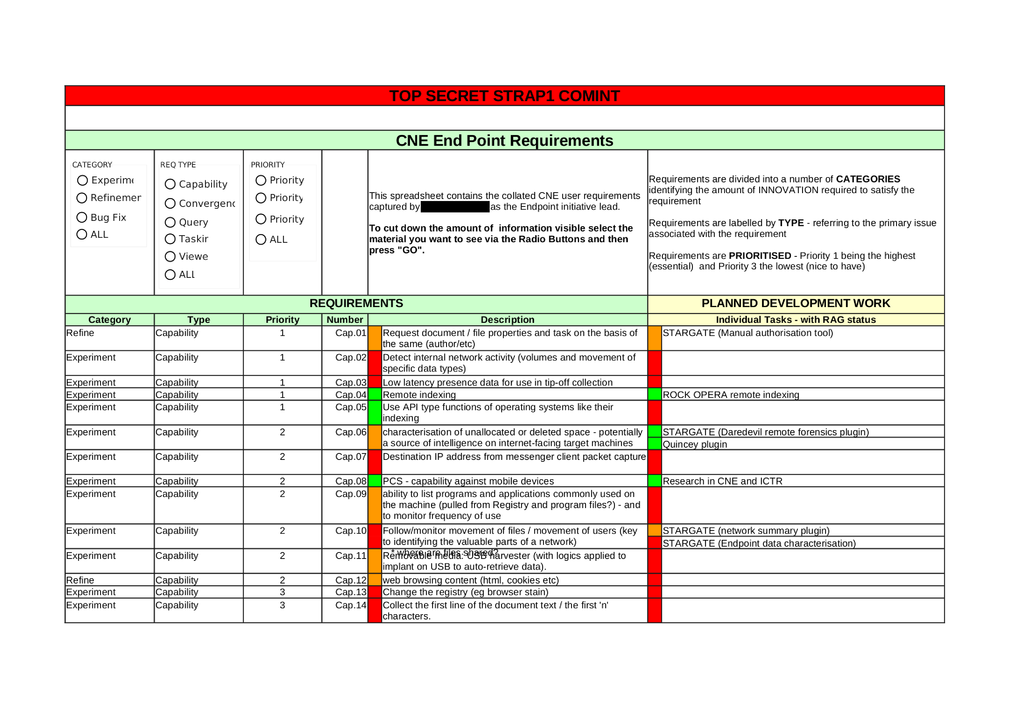 TOP SECRET STRAP1 COMINT
CNE End Point Requirements
CATEGORY
Experime
Refinemer
Bug Fix
ALL
REQ TYPE
Capability
Convergenc
Query
Taskir
Viewe
ALL
PRIORITY
Priority
Priority
Priority
ALL
This spreadsheet contains the collated CNE user requirements
captured by as the Endpoint initiative lead.
To cut down the amount of information visible select the
material you want to see via the Radio Buttons and then
press "GO".
Requirements are divided into a number of CATEGORIES
identifying the amount of INNOVATION required to satisfy the
requirement
Requirements are labelled by TYPE - referring to the primary issue
associated with the requirement
Requirements are PRIORITISED - Priority 1 being the highest
(essential) and Priority 3 the lowest (nice to have)
REQUIREMENTS PLANNED DEVELOPMENT WORK
Category Type Priority Number Description Individual Tasks - with RAG status
Refine Capability 1 Cap.01 Request document / file properties and task on the basis of STARGATE (Manual authorisation tool)
the same (author/etc)
Experiment Capability 1 Cap.02 Detect internal network activity (volumes and movement of
specific data types)
Experiment Capability 1 Cap.03 Low latency presence data for use in tip-off collection
Experiment Capability 1 Cap.04 Remote indexing ROCK OPERA remote indexing
Experiment Capability 1 Cap.05 Use API type functions of operating systems like their
indexing
Experiment Capability 2 Cap.06 characterisation of unallocated or deleted space - potentially STARGATE (Daredevil remote forensics plugin)
a source of intelligence on internet-facing target machines Quincey plugin
Experiment Capability 2 Cap.07 Destination IP address from messenger client packet capture
Experiment Capability 2 Cap.08 PCS - capability against mobile devices Research in CNE and ICTR
Experiment Capability 2 Cap.09 ability to list programs and applications commonly used on
the machine (pulled from Registry and program files?) - and
to monitor frequency of use
Experiment Capability 2 Cap.10 Follow/monitor movement of files / movement of users (key STARGATE (network summary plugin)
to identifying the valuable parts of a network) STARGATE (Endpoint data characterisation)
* where are files shared?
Experiment Capability 2 Cap.11 Removable media: USB harvester (with logics applied to
implant on USB to auto-retrieve data).
Refine Capability 2 Cap.12 web browsing content (html, cookies etc)
Experiment Capability 3 Cap.13 Change the registry (eg browser stain)
Experiment Capability 3 Cap.14 Collect the first line of the document text / the first 'n'
characters.